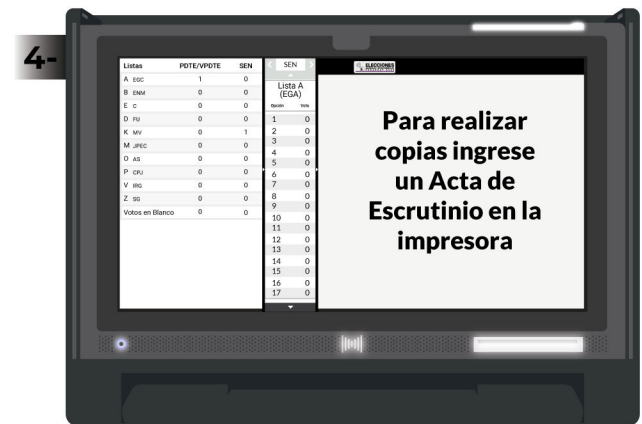 4-
Listas PDTE/VPDTE SEN
A EGC 1 0
B ENM 0 0
E C 0 0
D FU 0 0
K MV 0 1
M JPEC 0 0
O AS 0 0
P CPJ 0 0
V IRG 0 0
Z SG 0 0
Votos en Blanco 0 0
< SEN >
Lista A
(EGA)
Opción Voto
1 0
2 0
3 0
4 0
5 0
6 0
7 0
8 0
9 0
10 0
11 0
12 0
13 0
14 0
15 0
16 0
17 0
ELECCIONES
Para realizar
copias ingrese
un Acta de
Escrutinio en la
impresora